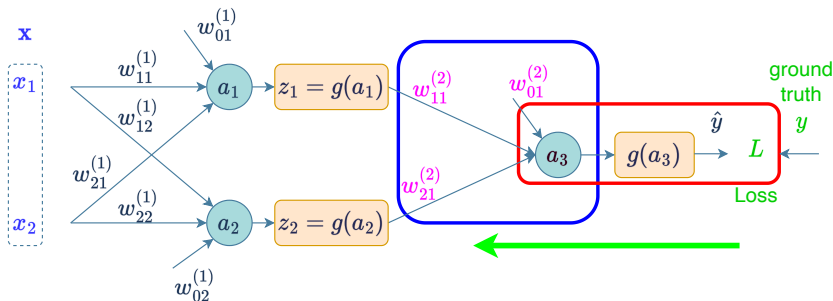 x
x_1
x_2
w_{01}^{(1)}
w_{11}^{(1)}
w_{12}^{(1)}
w_{21}^{(1)}
w_{22}^{(1)}
w_{02}^{(1)}
a_1
z_1 = g(a_1)
a_2
z_2 = g(a_2)
w_{11}^{(2)}
w_{01}^{(2)}
w_{21}^{(2)}
a_3
g(a_3)
ŷ
L
Loss
ground
truth
y